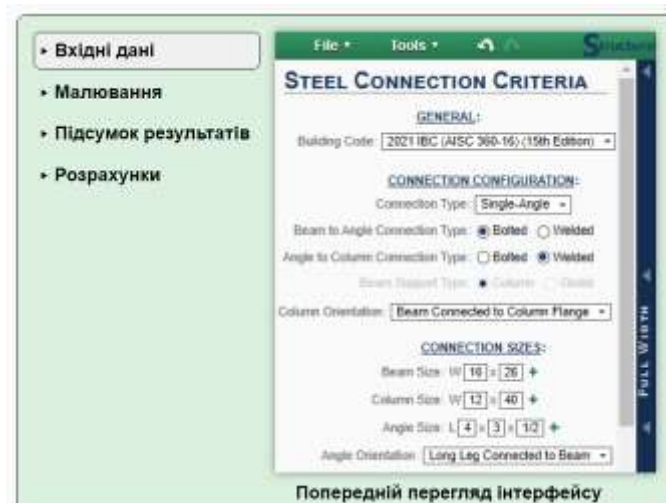 ▸ Вхідні дані
▸ Малювання
▸ Підсумок результатів
▸ Розрахунки
File ▾ Tools ▾
STEEL CONNECTION CRITERIA
GENERAL:
Building Code: 2021 IBC (AISC 360-16) (15th Edition)
CONNECTION CONFIGURATION:
Connection Type: Single-Angle
Beam to Angle Connection Type: Bolted Welded
Angle to Column Connection Type: Bolted Welded
Beam Support Type: Column
Column Orientation: Beam Connected to Column Flange
CONNECTION SIZES:
Beam Size: W 16 x 26 +
Column Size: W 12 x 40 +
Angle Size: L 4 x 3 x 1/2 +
Angle Orientation: Long Leg Connected to Beam
FULL WIDTH
Попередній перегляд інтерфейсу